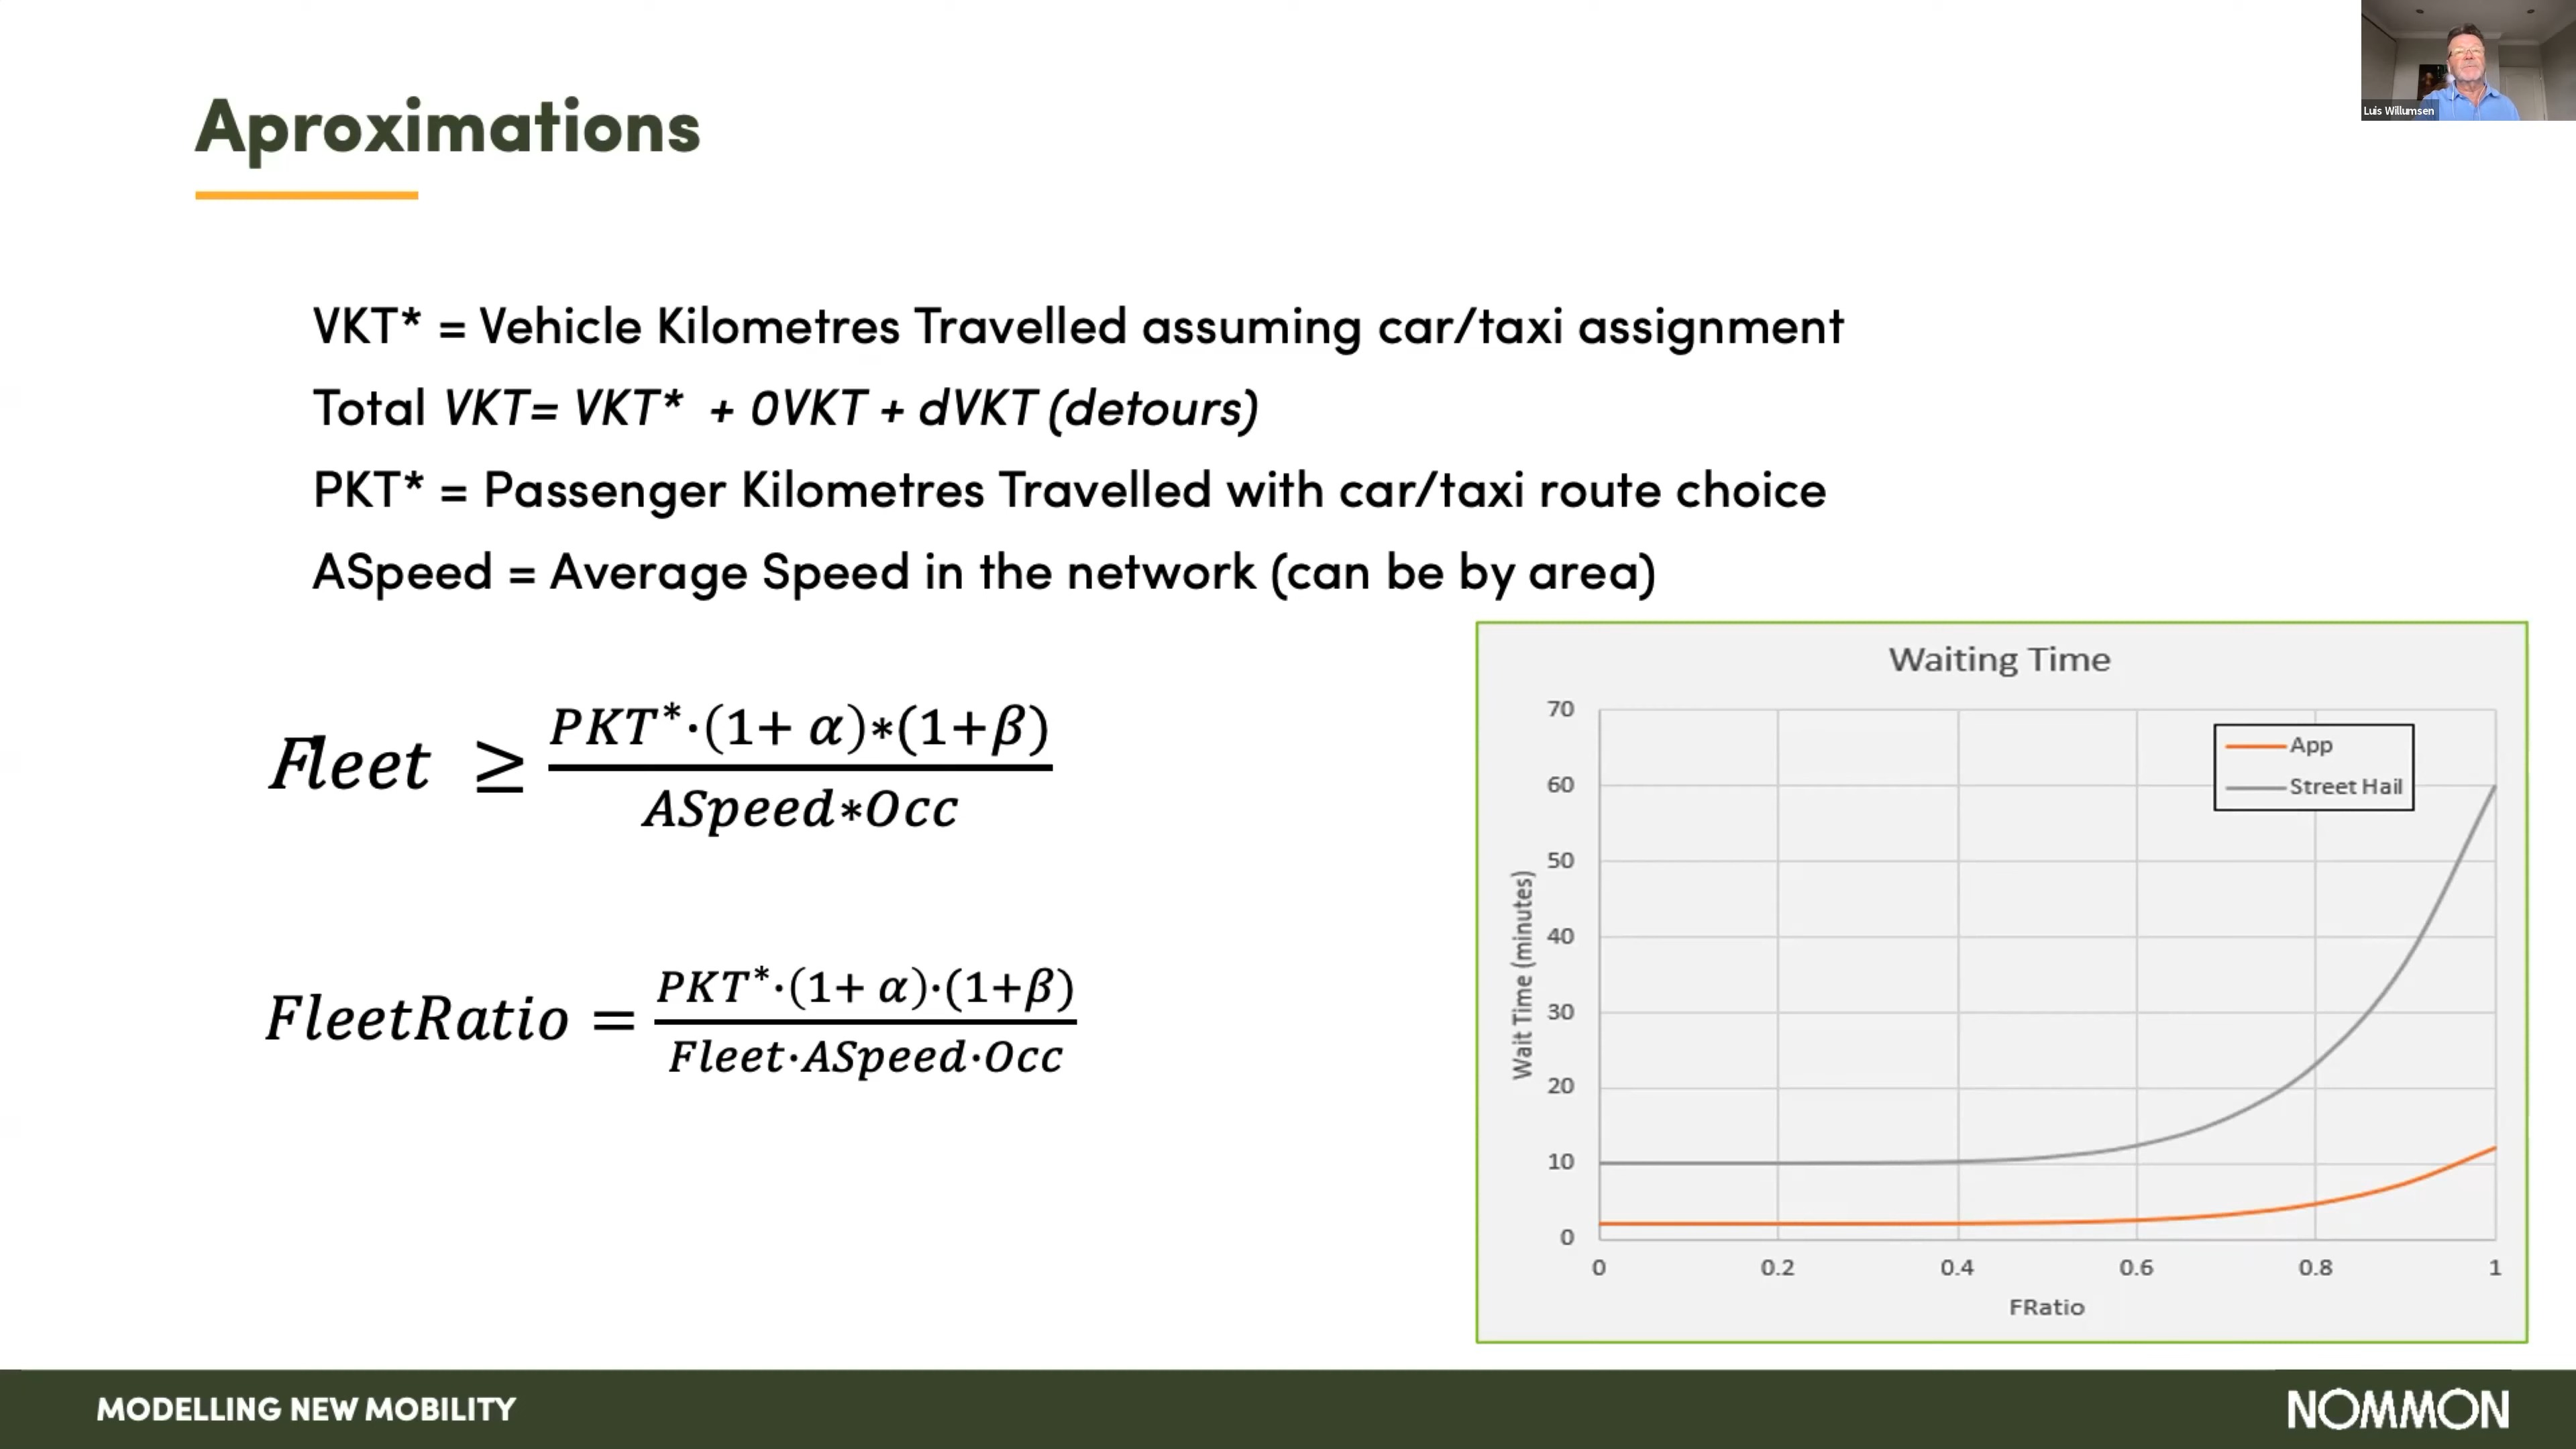 Luis Willumsen
Aproximations
VKT* = Vehicle Kilometres Travelled assuming car/taxi assignment
Total VKT= VKT* + 0VKT + dVKT (detours)
PKT* = Passenger Kilometres Travelled with car/taxi route choice
ASpeed = Average Speed in the network (can be by area)
Fleet ≥ PKT*·(1+ α)*(1+β) / ASpeed*Occ
FleetRatio = PKT*·(1+ α)·(1+β) / Fleet·ASpeed·Occ
Waiting Time
70
60
50
40
30
20
10
0
Wait Time (minutes)
App
Street Hail
0 0.2 0.4 0.6 0.8 1
FRatio
MODELLING NEW MOBILITY
NOMMON